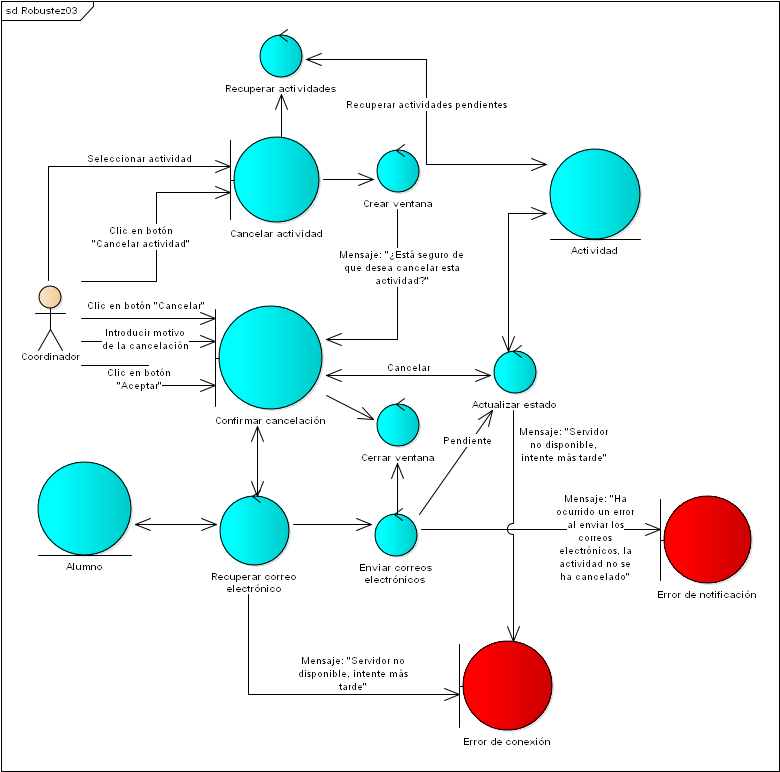 sd Robustez03
Recuperar actividades
Recuperar actividades pendientes
Seleccionar actividad
Crear ventana
Clic en botón
"Cancelar actividad"
Cancelar actividad
Actividad
Mensaje: "¿Está seguro de
que desea cancelar esta
actividad?"
Clic en botón "Cancelar"
Introducir motivo
de la cancelación
Coordinador
Clic en botón
"Aceptar"
Cancelar
Confirmar cancelación
Actualizar estado
Cerrar ventana
Pendiente
Mensaje: "Servidor
no disponible,
intente más tarde"
Alumno
Recuperar correo
electrónico
Enviar correos
electrónicos
Mensaje: "Ha
ocurrido un error
al enviar los
correos
electrónicos, la
actividad no se
ha cancelado"
Error de notificación
Mensaje: "Servidor no
disponible, intente más
tarde"
Error de conexión